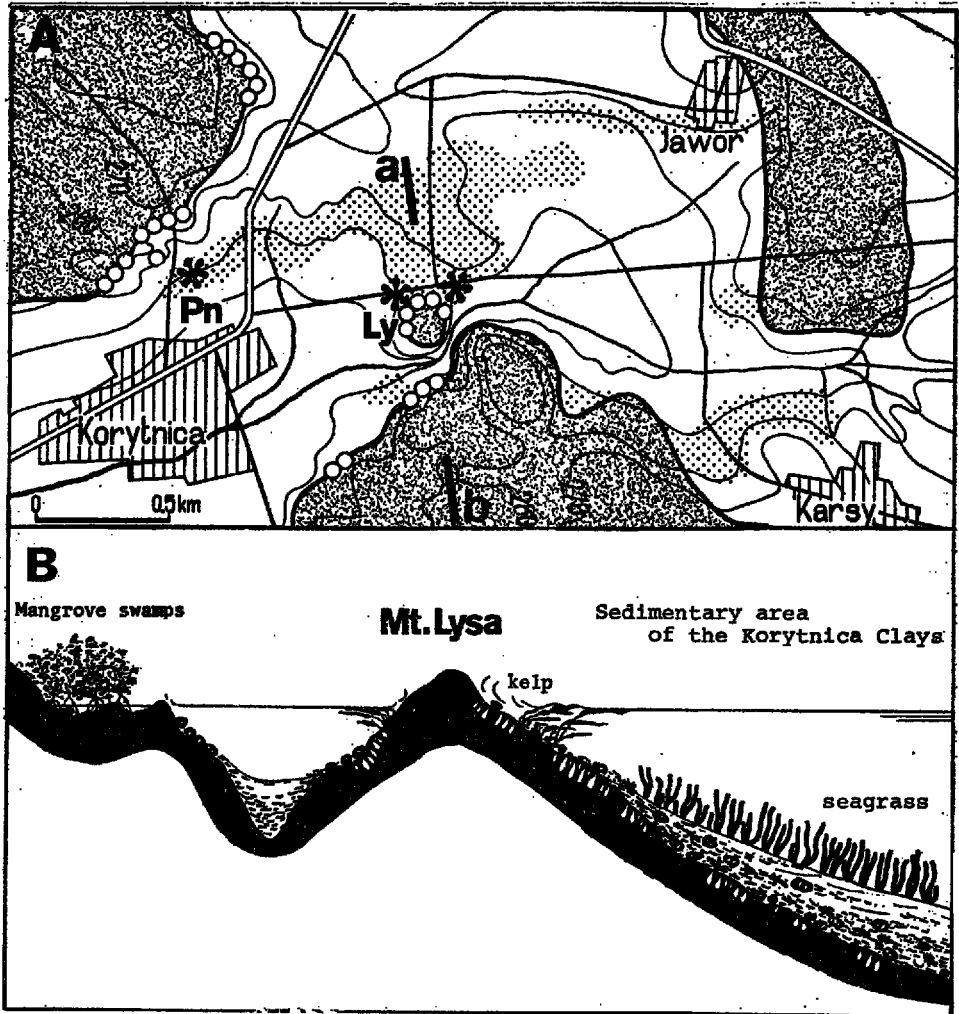 A
Jawor
a
Pn
Ly
Korytnica
0 0,5km
b
Karsy
B
Mangrove swamps
Mt. Lysa
Sedimentary area
of the Korytnica Clays
kelp
seagrass